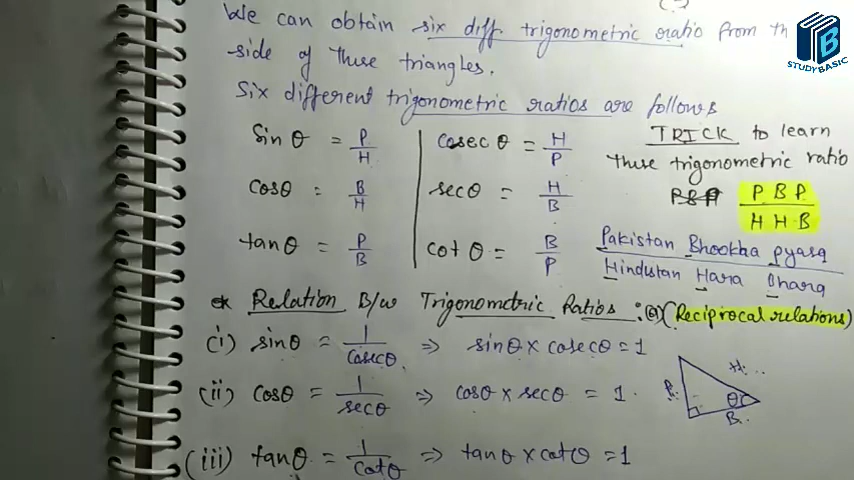 We can obtain six diff. trigonometric ratio from th
side of these triangles.
Six different trigonometric ratios are follows
Sin θ = P/H
cosec θ = H/P
cosθ = B/H
secθ = H/B
tanθ = P/B
cot θ = B/P
TRICK to learn
these trigonometric ratio
P B P
H H B
Pakistan Bhookha pyasa
Hindustan Hara Bhara
Relation B/w Trigonometric Ratios :- (Reciprocal relations)
(i) sinθ = 1/cosecθ. ⇒ sinθ x cosecθ = 1
(ii) cosθ = 1/secθ ⇒ cosθ x secθ = 1.
(iii) tanθ = 1/cotθ ⇒ tanθ x cotθ = 1
P.
H...
θ
B.
B
STUDYBASIC